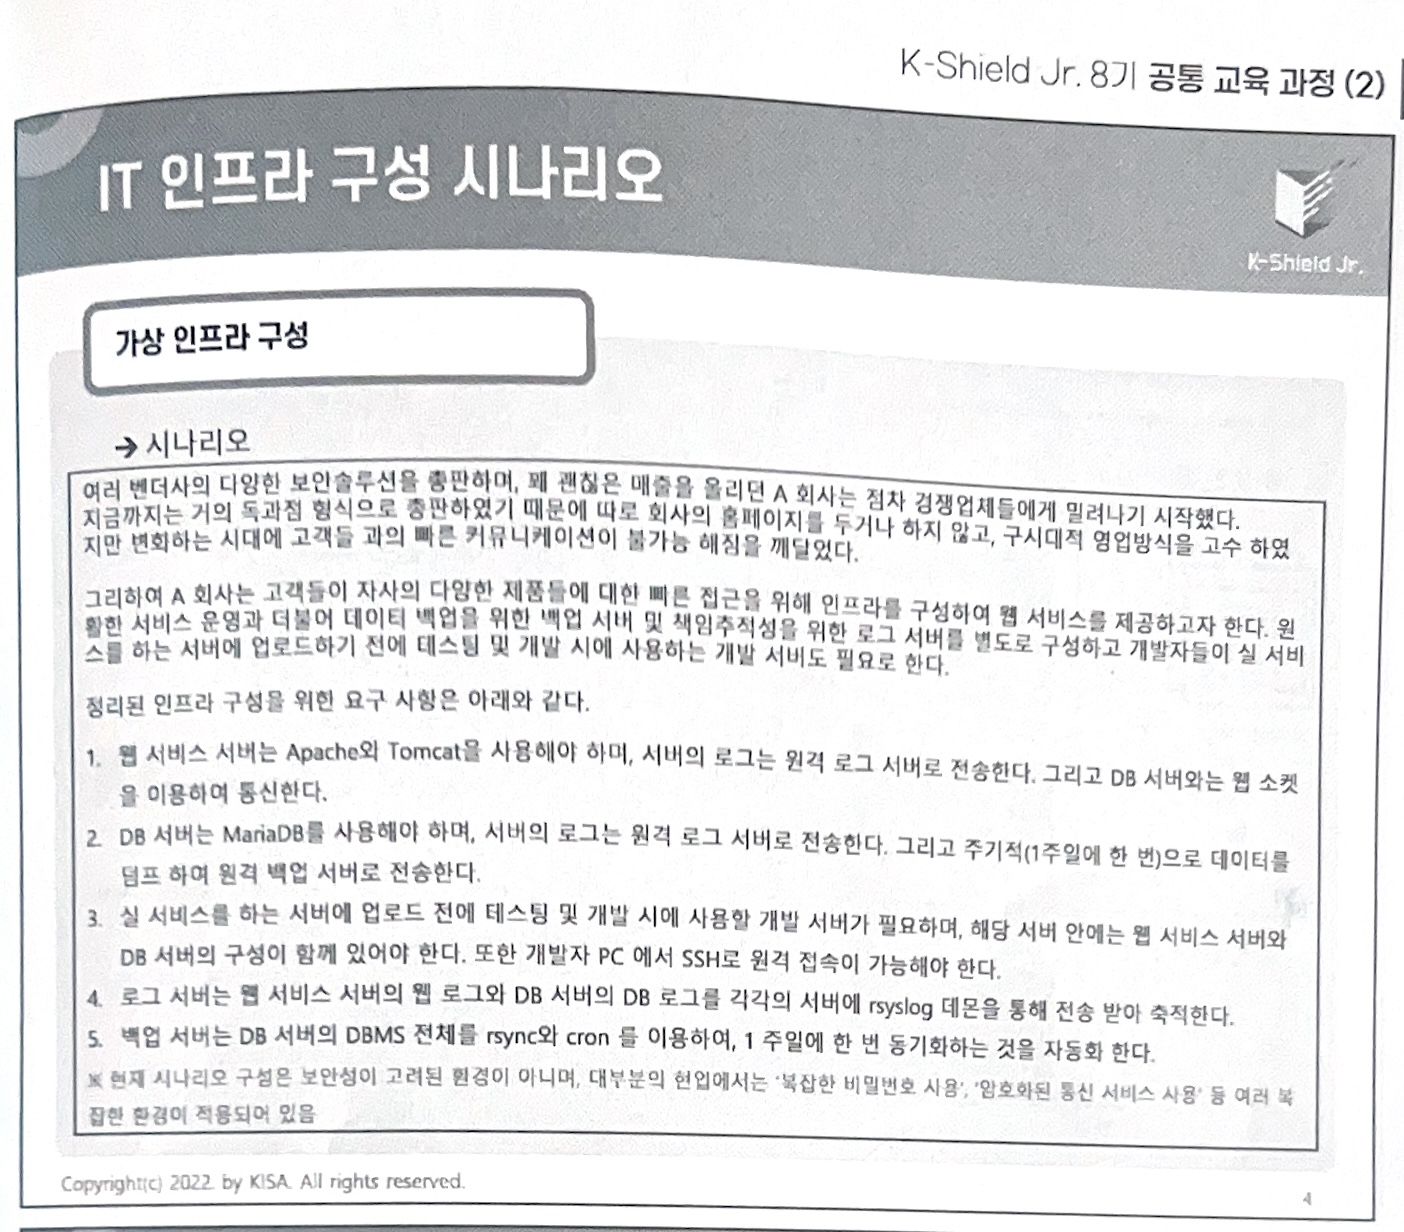 K-Shield Jr. 8기 공통 교육 과정 (2)
IT 인프라 구성 시나리오
K-Shield Jr.
가상 인프라 구성
→ 시나리오
여러 벤더사의 다양한 보안솔루션을 총판하며, 꽤 괜찮은 매출을 올리던 A 회사는 점차 경쟁업체들에게 밀려나기 시작했다.
지금까지는 거의 독과점 형식으로 총판하였기 때문에 따로 회사의 홈페이지를 두거나 하지 않고, 구시대적 영업방식을 고수 하였
지만 변화하는 시대에 고객들 과의 빠른 커뮤니케이션이 불가능 해짐을 깨달았다.
그리하여 A 회사는 고객들이 자사의 다양한 제품들에 대한 빠른 접근을 위해 인프라를 구성하여 웹 서비스를 제공하고자 한다. 원
활한 서비스 운영과 더불어 데이터 백업을 위한 백업 서버 및 책임추적성을 위한 로그 서버를 별도로 구성하고 개발자들이 실 서비
스를 하는 서버에 업로드하기 전에 테스팅 및 개발 시에 사용하는 개발 서버도 필요로 한다.
정리된 인프라 구성을 위한 요구 사항은 아래와 같다.
1. 웹 서비스 서버는 Apache와 Tomcat을 사용해야 하며, 서버의 로그는 원격 로그 서버로 전송한다. 그리고 DB 서버와는 웹 소켓
을 이용하여 통신한다.
2. DB 서버는 MariaDB를 사용해야 하며, 서버의 로그는 원격 로그 서버로 전송한다. 그리고 주기적(1주일에 한 번)으로 데이터를
덤프 하여 원격 백업 서버로 전송한다.
3. 실 서비스를 하는 서버에 업로드 전에 테스팅 및 개발 시에 사용할 개발 서버가 필요하며, 해당 서버 안에는 웹 서비스 서버와
DB 서버의 구성이 함께 있어야 한다. 또한 개발자 PC 에서 SSH로 원격 접속이 가능해야 한다.
4. 로그 서버는 웹 서비스 서버의 웹 로그와 DB 서버의 DB 로그를 각각의 서버에 rsyslog 데몬을 통해 전송 받아 축적한다.
5. 백업 서버는 DB 서버의 DBMS 전체를 rsync와 cron 를 이용하여, 1 주일에 한 번 동기화하는 것을 자동화 한다.
※ 현재 시나리오 구성은 보안성이 고려된 환경이 아니며, 대부분의 현업에서는 '복잡한 비밀번호 사용', '암호화된 통신 서비스 사용' 등 여러 복
잡한 환경이 적용되어 있음
Copyright(c) 2022. by KISA. All rights reserved.
4